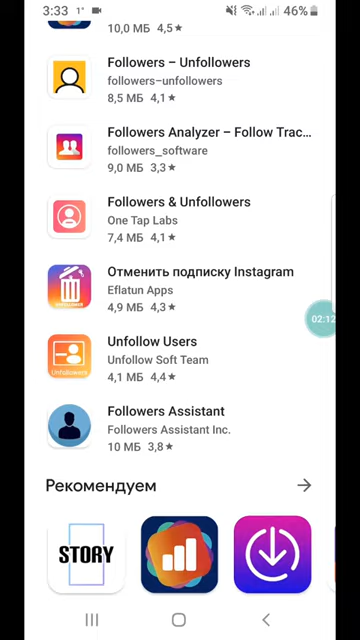 3:33 1° 46%
10,0 МБ 4,5★
Followers – Unfollowers
followers–unfollowers
8,5 МБ 4,1★
Followers Analyzer – Follow Trac...
followers_software
9,0 МБ 3,3★
Followers & Unfollowers
One Tap Labs
7,4 МБ 4,1★
Отменить подписку Instagram
Eflatun Apps
4,9 МБ 4,3★
02:12
Unfollow Users
Unfollow Soft Team
4,1 МБ 4,4★
Unfollowers
Followers Assistant
Followers Assistant Inc.
10 МБ 3,8★
Рекомендуем
STORY